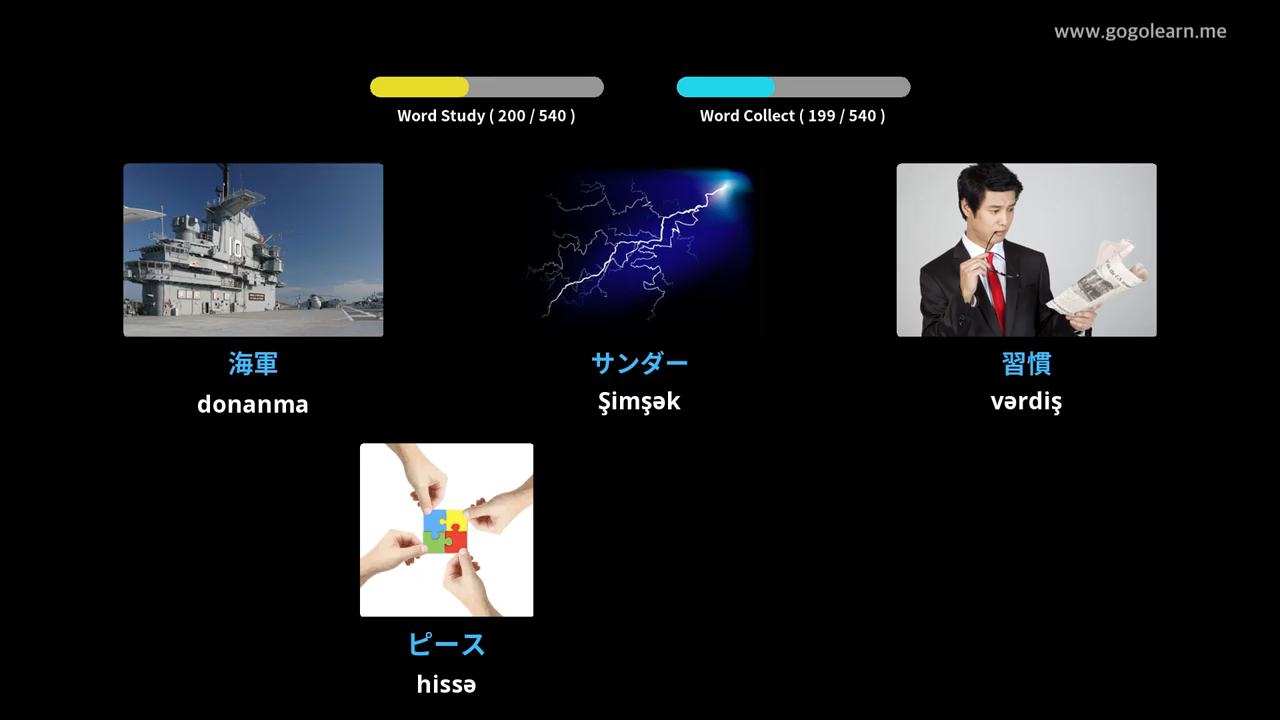 www.gogolearn.me
Word Study ( 200 / 540 )
Word Collect ( 199 / 540 )
海軍
サンダー
習慣
donanma
Şimşək
vərdiş
ピース
hissə